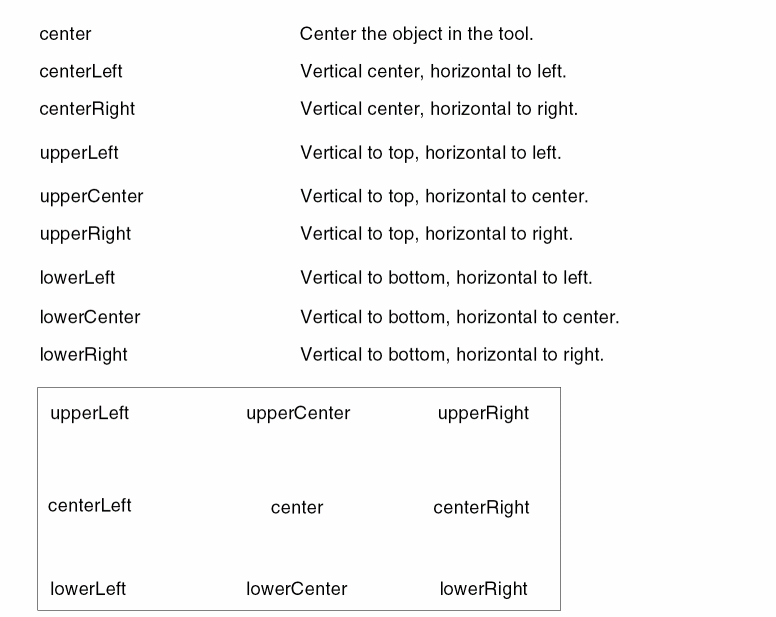 center Center the object in the tool.
centerLeft Vertical center, horizontal to left.
centerRight Vertical center, horizontal to right.
upperLeft Vertical to top, horizontal to left.
upperCenter Vertical to top, horizontal to center.
upperRight Vertical to top, horizontal to right.
lowerLeft Vertical to bottom, horizontal to left.
lowerCenter Vertical to bottom, horizontal to center.
lowerRight Vertical to bottom, horizontal to right.
upperLeft upperCenter upperRight
centerLeft center centerRight
lowerLeft lowerCenter lowerRight